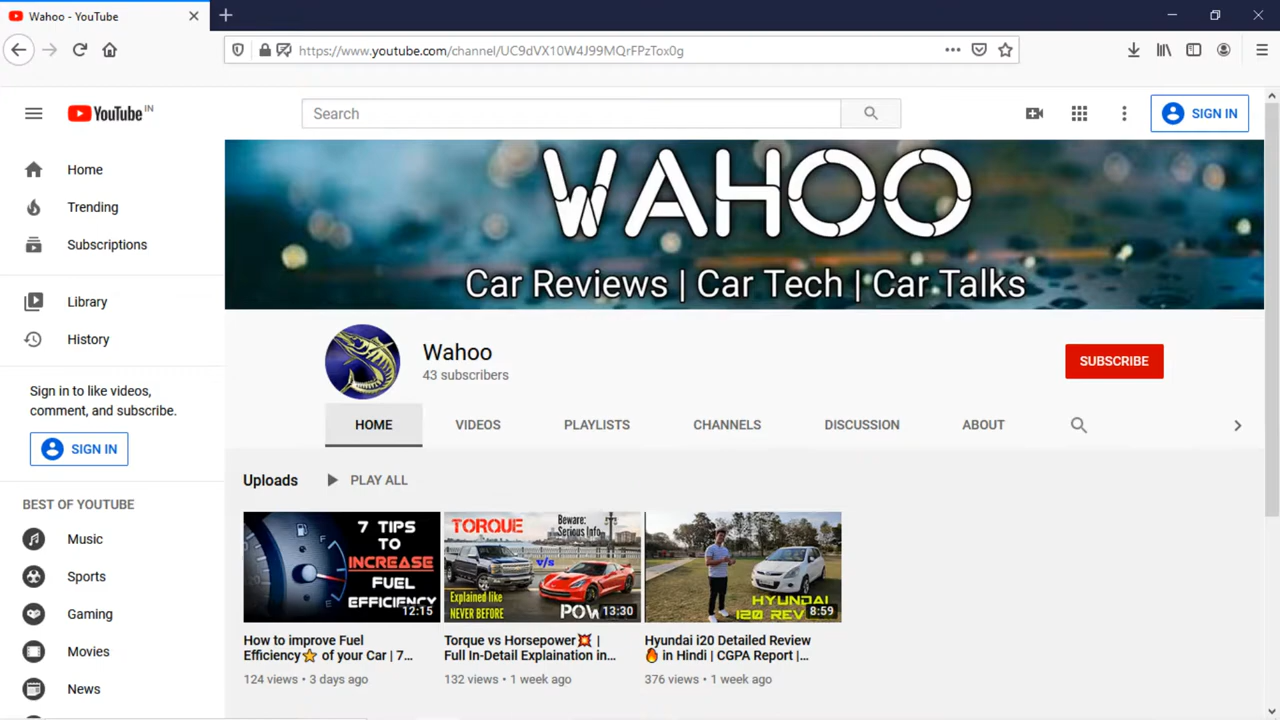 Wahoo - YouTube
https://www.youtube.com/channel/UC9dVX10W4J99MQrFPzTox0g
YouTube IN
Search
SIGN IN
Home
Trending
Subscriptions
Library
History
Sign in to like videos,
comment, and subscribe.
SIGN IN
BEST OF YOUTUBE
Music
Sports
Gaming
Movies
News
WAHOO
Car Reviews | Car Tech | Car Talks
Wahoo
43 subscribers
SUBSCRIBE
HOME
VIDEOS
PLAYLISTS
CHANNELS
DISCUSSION
ABOUT
Uploads
PLAY ALL
7 TIPS
TO
INCREASE
FUEL
EFFICIENCY
F
E
12:15
How to improve Fuel
Efficiency⭐ of your Car | 7...
124 views • 3 days ago
TORQUE
Beware:
Serious Info
v/s
Explained like
NEVER BEFORE
POW
13:30
Torque vs Horsepower💥 |
Full In-Detail Explaination in...
132 views • 1 week ago
HYUNDAI
I20 REV
8:59
Hyundai i20 Detailed Review
🔥 in Hindi | CGPA Report |...
376 views • 1 week ago